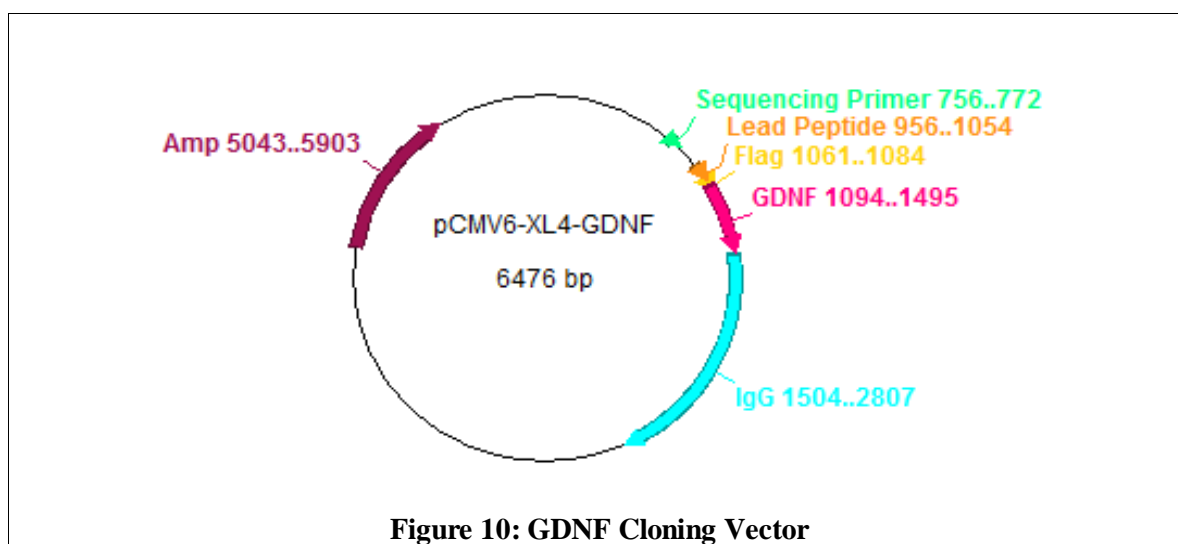 Sequencing Primer 756..772
Lead Peptide 956..1054
Flag 1061..1084
Amp 5043..5903
GDNF 1094..1495
pCMV6-XL4-GDNF
6476 bp
IgG 1504..2807
Figure 10: GDNF Cloning Vector